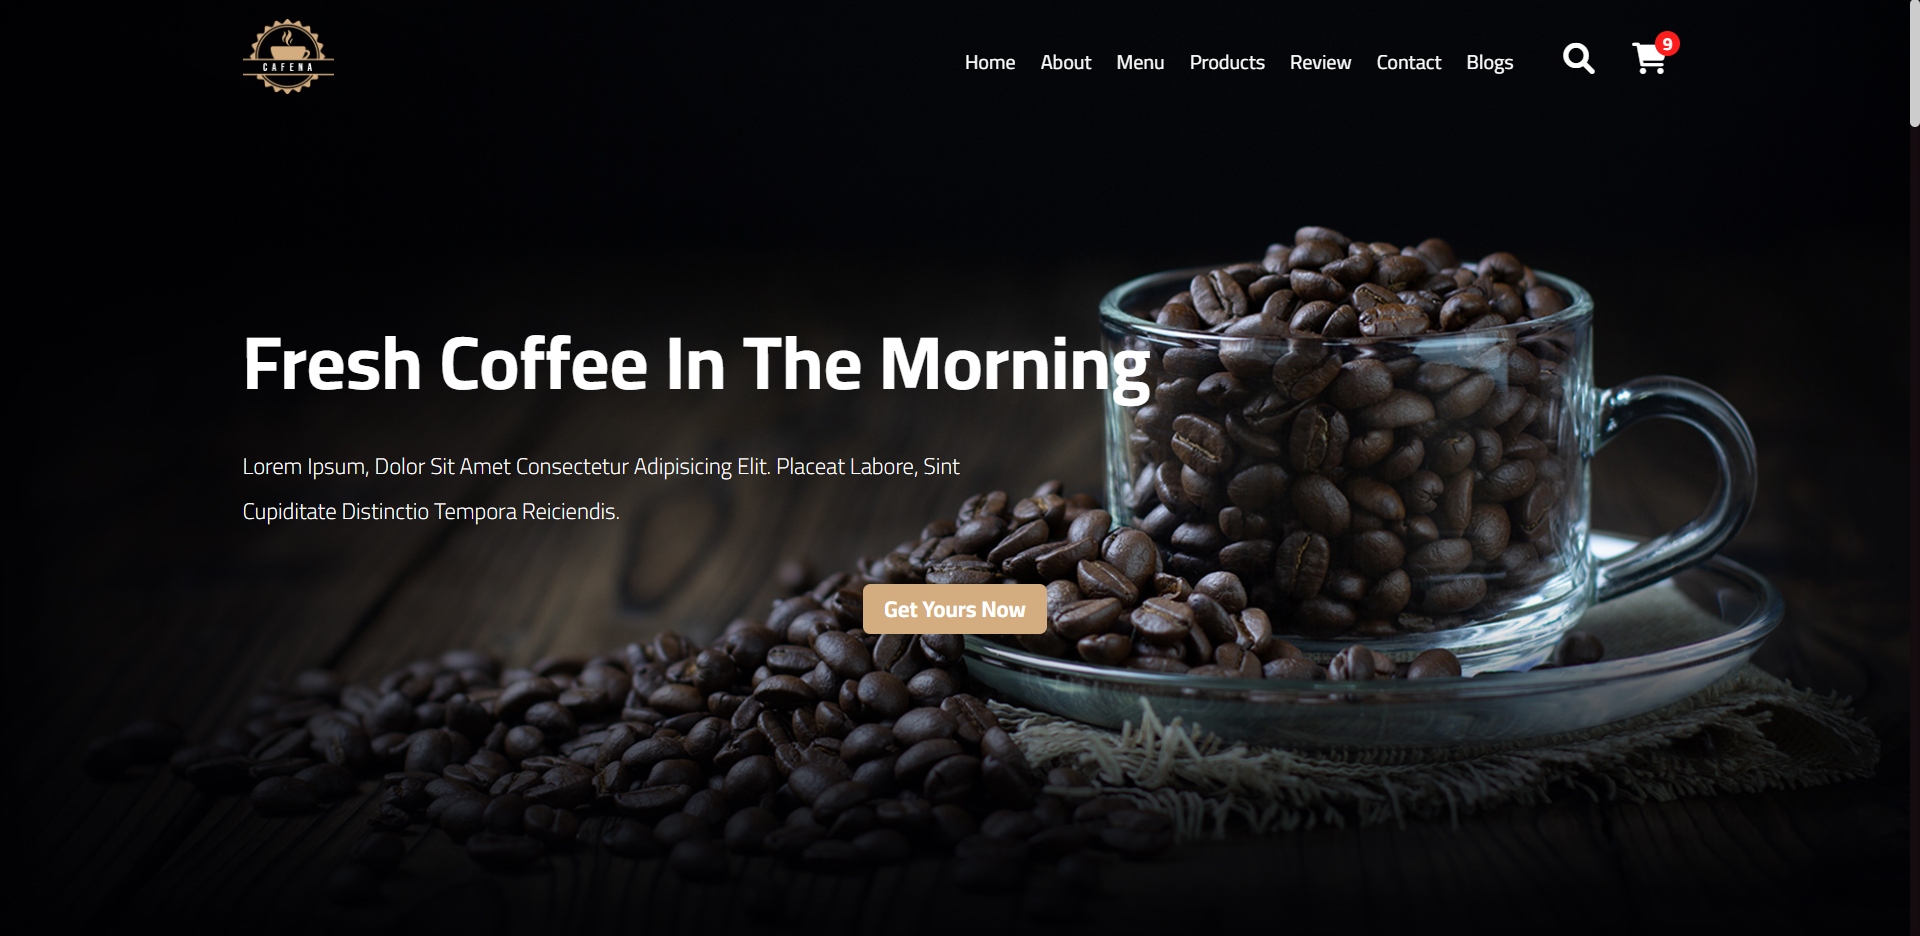 CAFENA
Home About Menu Products Review Contact Blogs 9
Fresh Coffee In The Morning
Lorem Ipsum, Dolor Sit Amet Consectetur Adipisicing Elit. Placeat Labore, Sint
Cupiditate Distinctio Tempora Reiciendis.
Get Yours Now